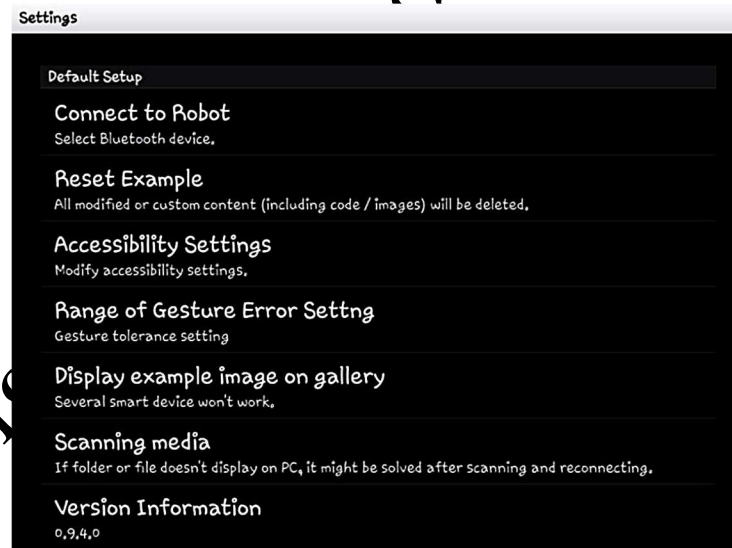 Settings
Default Setup
Connect to Robot
Select Bluetooth device.
Reset Example
All modified or custom content (including code / images) will be deleted.
Accessibility Settings
Modify accessibility settings.
Range of Gesture Error Settng
Gesture tolerance setting
Display example image on gallery
Several smart device won't work.
Scanning media
If folder or file doesn't display on PC, it might be solved after scanning and reconnecting.
Version Information
0.9.4.0